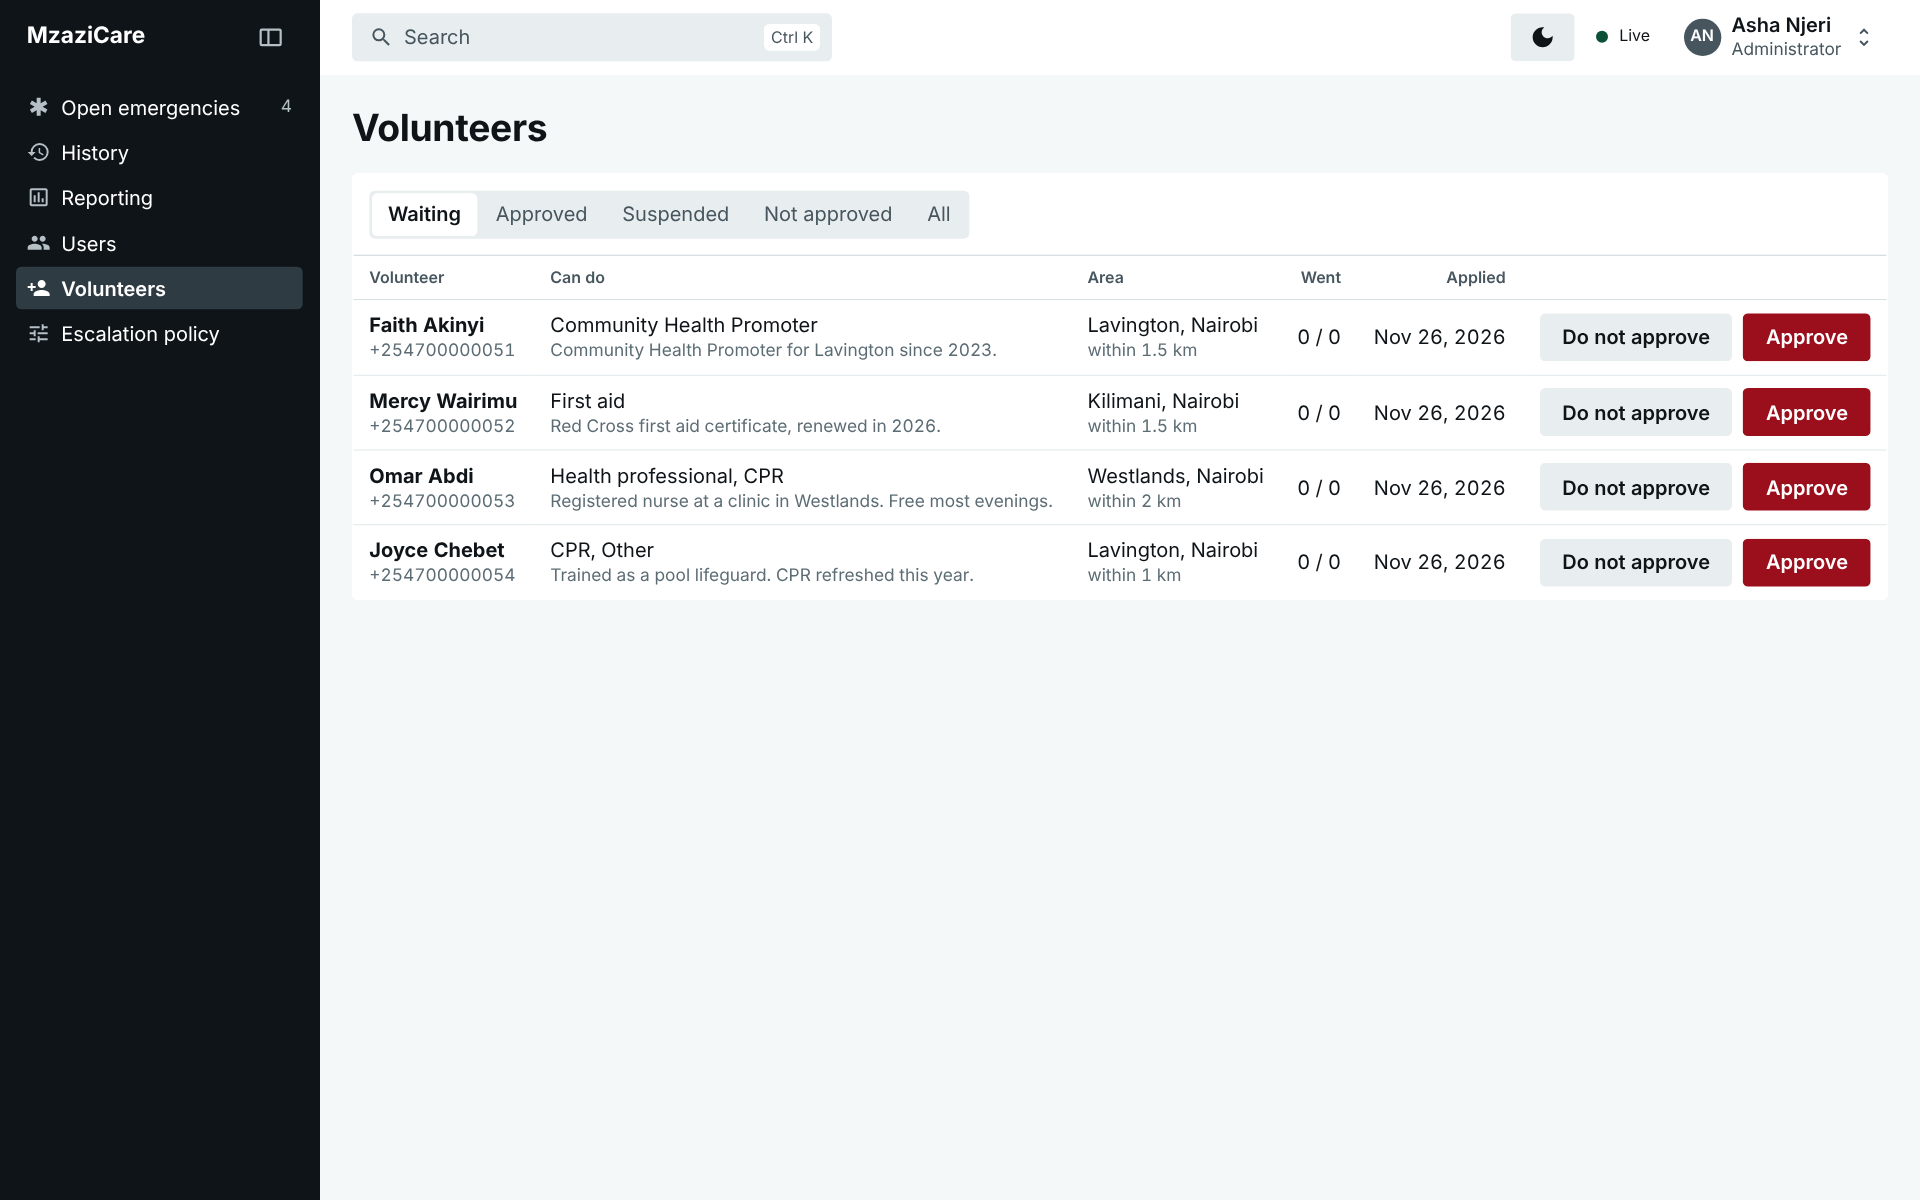 MzaziCare
Open emergencies 4
History
Reporting
Users
Volunteers
Escalation policy
Search Ctrl K
Live
AN
Asha Njeri
Administrator
Volunteers
Waiting Approved Suspended Not approved All
Volunteer Can do Area Went Applied
Faith Akinyi Community Health Promoter Lavington, Nairobi 0 / 0 Nov 26, 2026 Do not approve Approve
+254700000051 Community Health Promoter for Lavington since 2023. within 1.5 km
Mercy Wairimu First aid Kilimani, Nairobi 0 / 0 Nov 26, 2026 Do not approve Approve
+254700000052 Red Cross first aid certificate, renewed in 2026. within 1.5 km
Omar Abdi Health professional, CPR Westlands, Nairobi 0 / 0 Nov 26, 2026 Do not approve Approve
+254700000053 Registered nurse at a clinic in Westlands. Free most evenings. within 2 km
Joyce Chebet CPR, Other Lavington, Nairobi 0 / 0 Nov 26, 2026 Do not approve Approve
+254700000054 Trained as a pool lifeguard. CPR refreshed this year. within 1 km